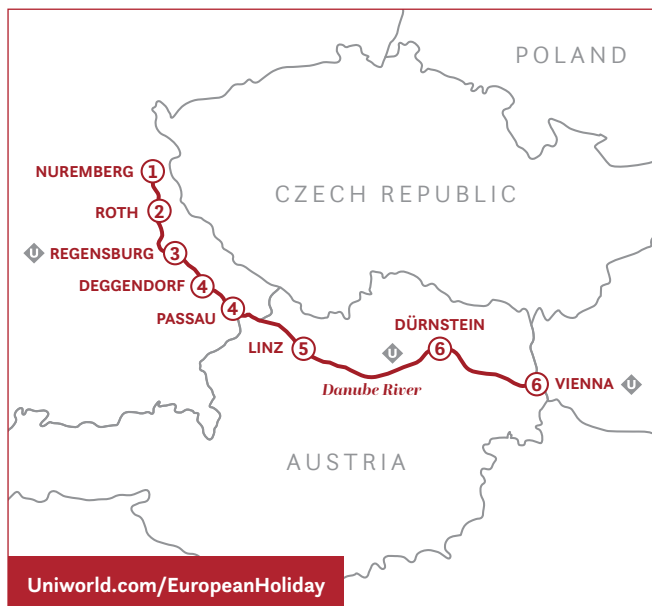 POLAND
NUREMBERG 1
CZECH REPUBLIC
ROTH 2
U REGENSBURG 3
DEGGENDORF 4
PASSAU 4
DÜRNSTEIN
LINZ 5
U 6
Danube River
6 VIENNA U
AUSTRIA
Uniworld.com/EuropeanHoliday